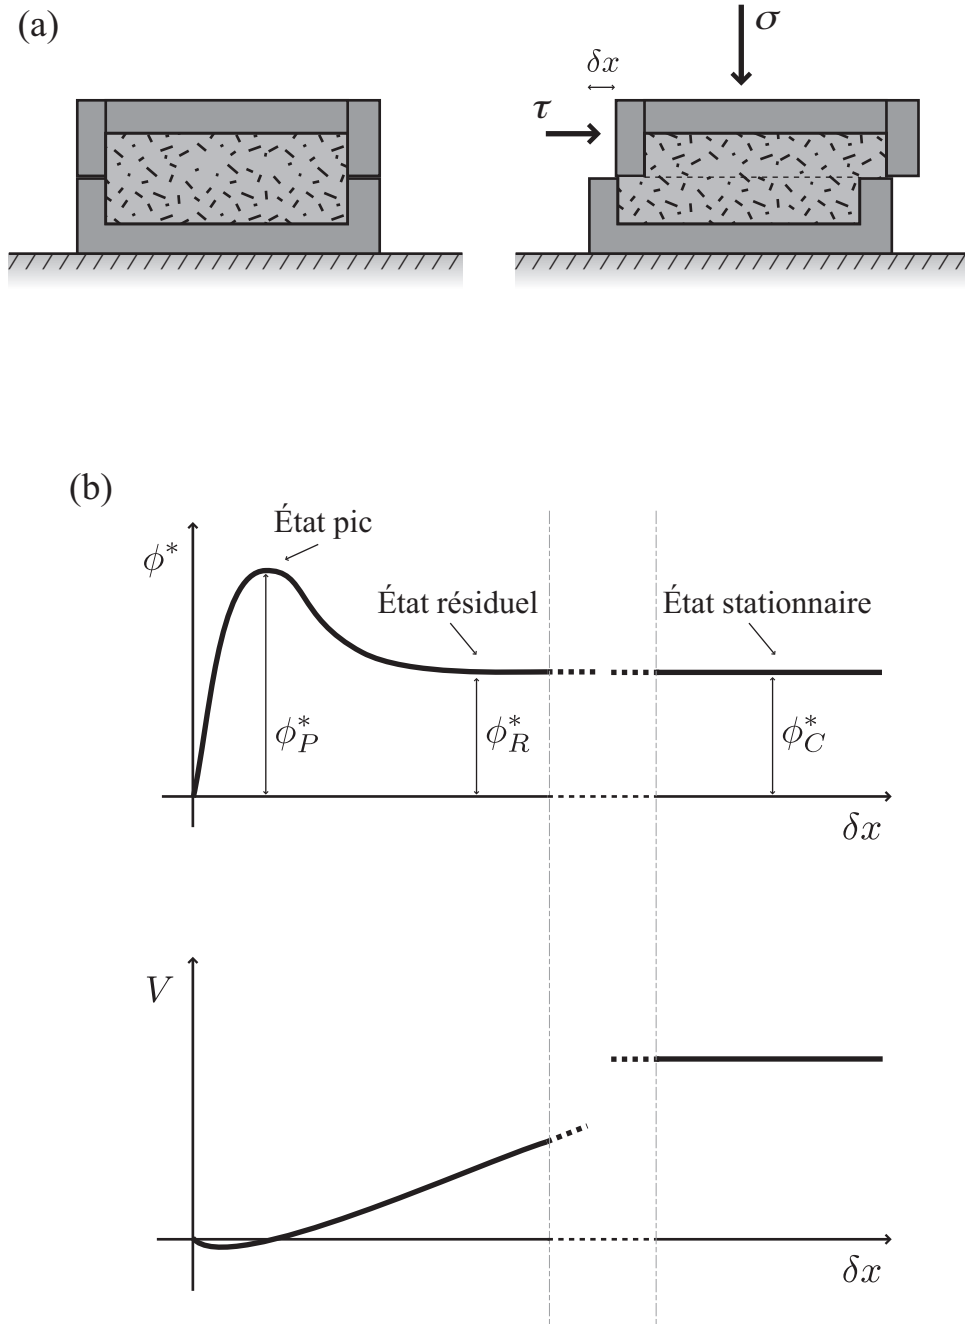 (a)
σ
δx
τ
(b)
État pic
ϕ*
État résiduel
État stationnaire
ϕ*_P
ϕ*_R
ϕ*_C
δx
V
δx